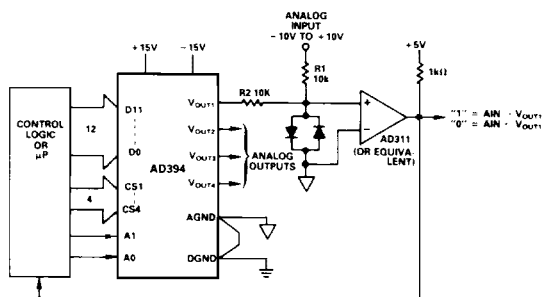 ANALOG
INPUT
− 10V TO + 10V
+ 15V
− 15V
+ 5V
R1
10k
1kΩ
R2 10K
CONTROL
LOGIC
OR
µP
12
4
D11
D0
CS1
CS4
A1
A0
AD394
VOUT1
VOUT2
VOUT3
VOUT4
ANALOG
OUTPUTS
AGND
DGND
+
−
AD311
(OR EQUIVA-
LENT)
"1" = AIN - VOUT1
"0" = AIN - VOUT1